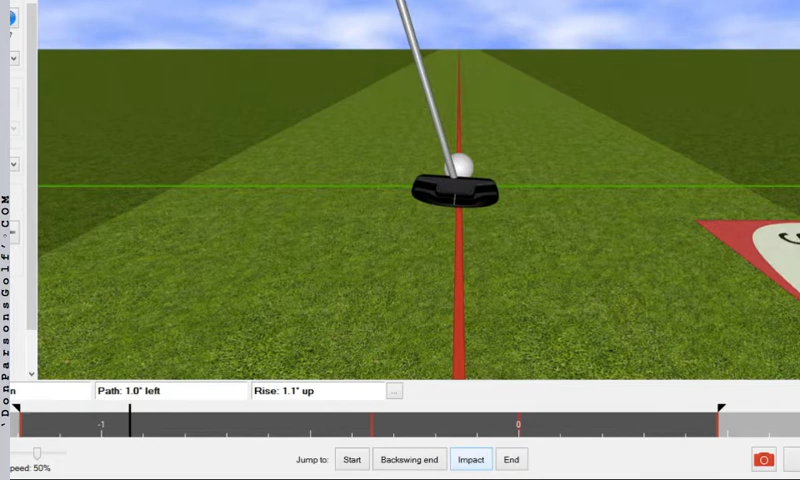 'DonParsonsGolf'.COM
n
Path: 1.0° left
Rise: 1.1° up
...
-1
0
peed: 50%
Jump to:
Start
Backswing end
Impact
End